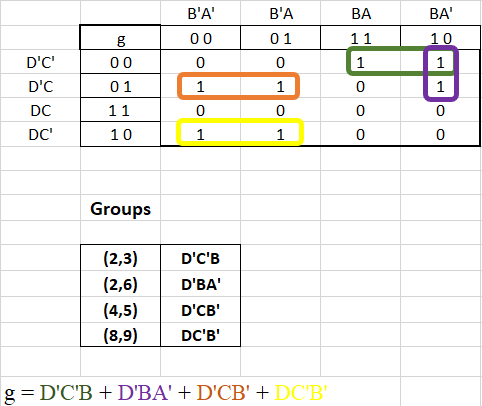 B'A' B'A BA BA'
g 0 0 0 1 1 1 1 0
D'C' 0 0 0 0 1 1
D'C 0 1 1 1 0 1
DC 1 1 0 0 0 0
DC' 1 0 1 1 0 0
Groups
(2,3) D'C'B
(2,6) D'BA'
(4,5) D'CB'
(8,9) DC'B'
g = D'C'B + D'BA' + D'CB' + DC'B'